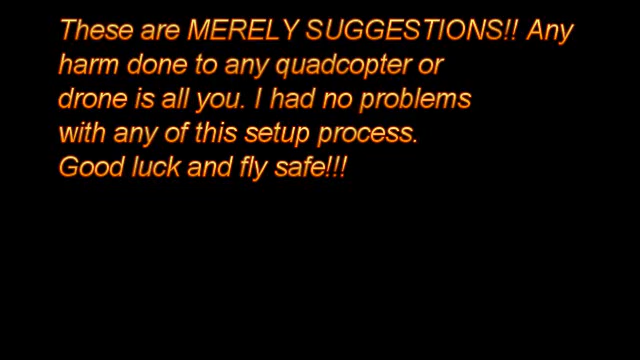 These are MERELY SUGGESTIONS!! Any
harm done to any quadcopter or
drone is all you. I had no problems
with any of this setup process.
Good luck and fly safe!!!